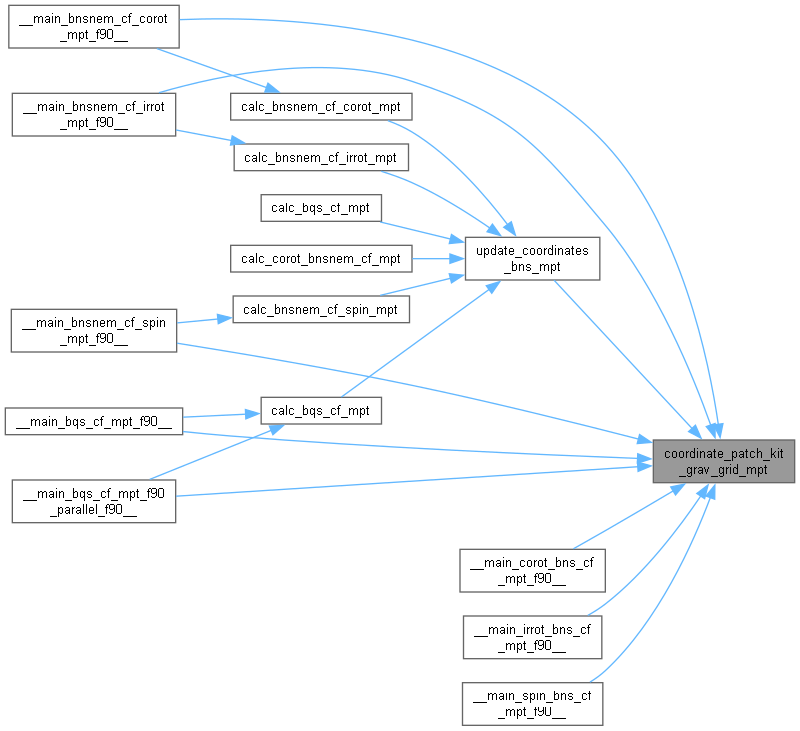 __main_bnsnem_cf_corot
_mpt_f90__
__main_bnsnem_cf_irrot
_mpt_f90__
calc_bnsnem_cf_corot_mpt
calc_bnsnem_cf_irrot_mpt
calc_bqs_cf_mpt
update_coordinates
_bns_mpt
calc_corot_bnsnem_cf_mpt
calc_bnsnem_cf_spin_mpt
__main_bnsnem_cf_spin
_mpt_f90__
calc_bqs_cf_mpt
__main_bqs_cf_mpt_f90__
coordinate_patch_kit
_grav_grid_mpt
__main_bqs_cf_mpt_f90
_parallel_f90__
__main_corot_bns_cf
_mpt_f90__
__main_irrot_bns_cf
_mpt_f90__
__main_spin_bns_cf
_mpt_f90__